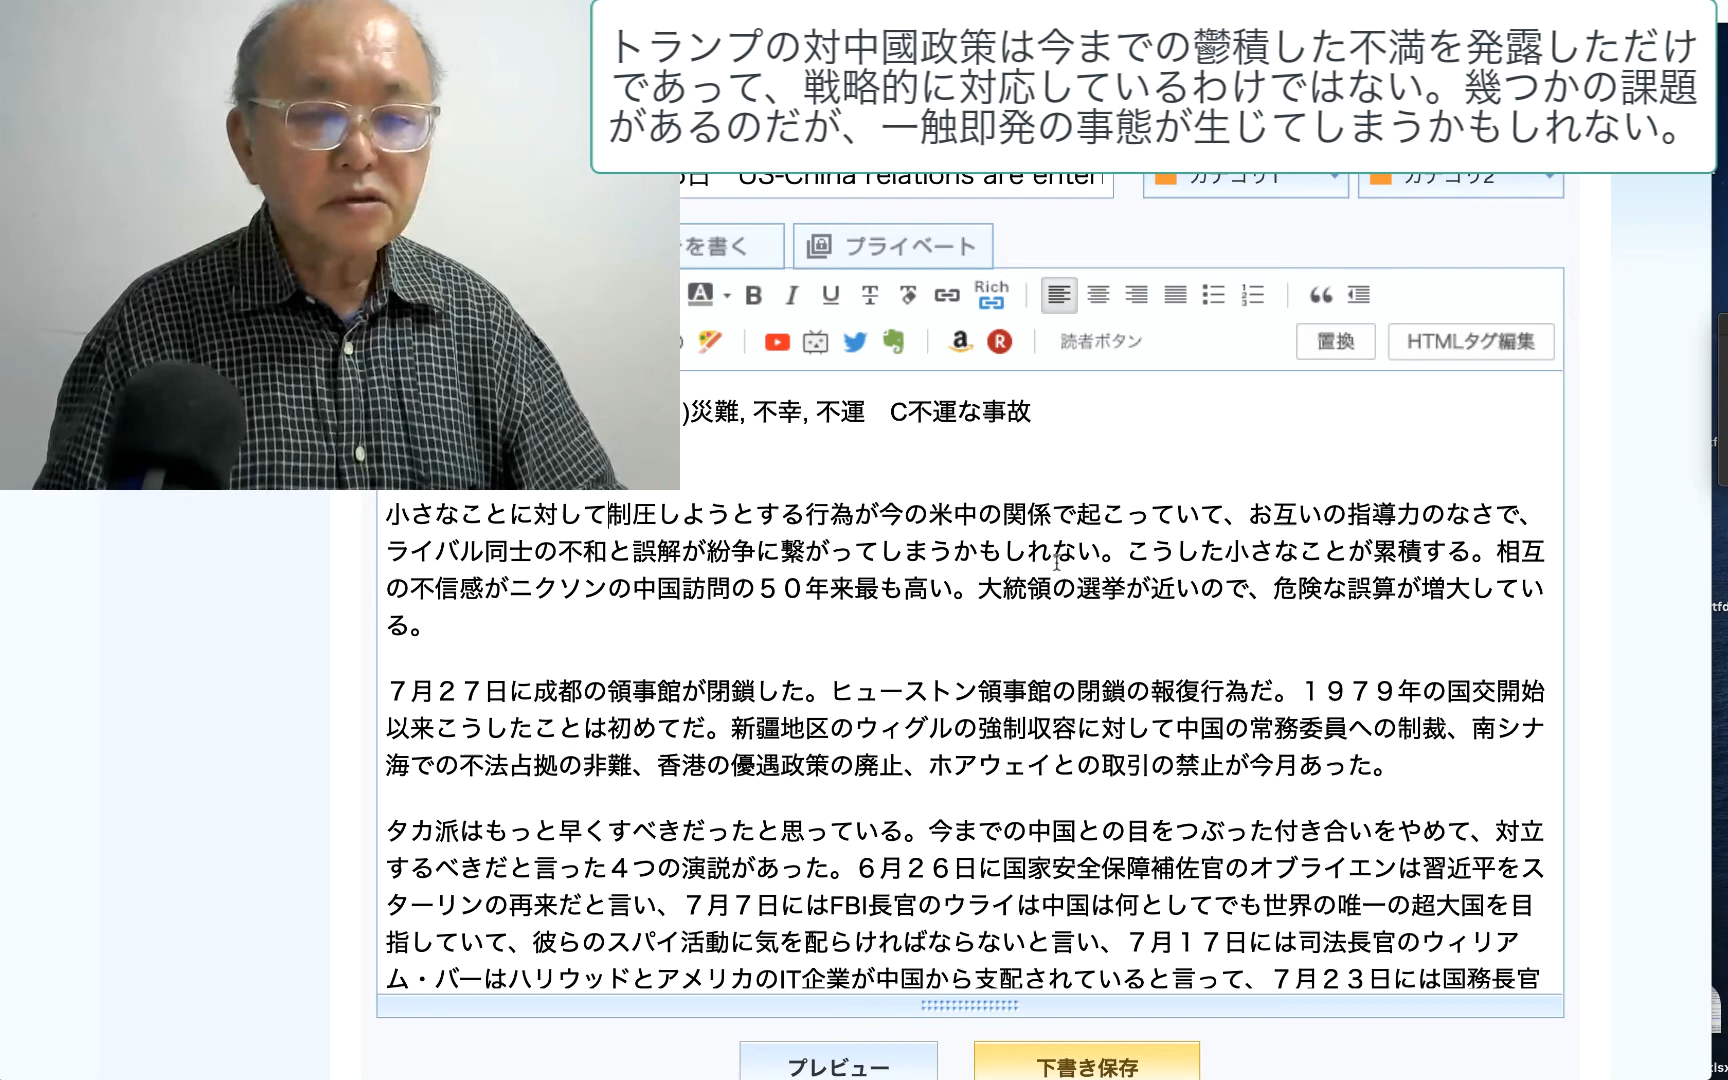 トランプの対中國政策は今までの鬱積した不満を発露しただけ
であって、戦略的に対応しているわけではない。幾つかの課題
があるのだが、一触即発の事態が生じてしまうかもしれない。
US-China relations are enter
カテゴリ1
カテゴリ2
を書く
プライベート
A B I U T Rich
a R 読者ボタン 置換 HTMLタグ編集
)災難, 不幸, 不運　C不運な事故
小さなことに対して制圧しようとする行為が今の米中の関係で起こっていて、お互いの指導力のなさで、
ライバル同士の不和と誤解が紛争に繋がってしまうかもしれない。こうした小さなことが累積する。相互
の不信感がニクソンの中国訪問の５０年来最も高い。大統領の選挙が近いので、危険な誤算が増大してい
る。
７月２７日に成都の領事館が閉鎖した。ヒューストン領事館の閉鎖の報復行為だ。１９７９年の国交開始
以来こうしたことは初めてだ。新疆地区のウィグルの強制収容に対して中国の常務委員への制裁、南シナ
海での不法占拠の非難、香港の優遇政策の廃止、ホアウェイとの取引の禁止が今月あった。
タカ派はもっと早くすべきだったと思っている。今までの中国との目をつぶった付き合いをやめて、対立
するべきだと言った４つの演説があった。６月２６日に国家安全保障補佐官のオブライエンは習近平をス
ターリンの再来だと言い、７月７日にはFBI長官のウライは中国は何としてでも世界の唯一の超大国を目
指していて、彼らのスパイ活動に気を配らければならないと言い、７月１７日には司法長官のウィリア
ム・バーはハリウッドとアメリカのIT企業が中国から支配されていると言って、７月２３日には国務長官
プレビュー
下書き保存